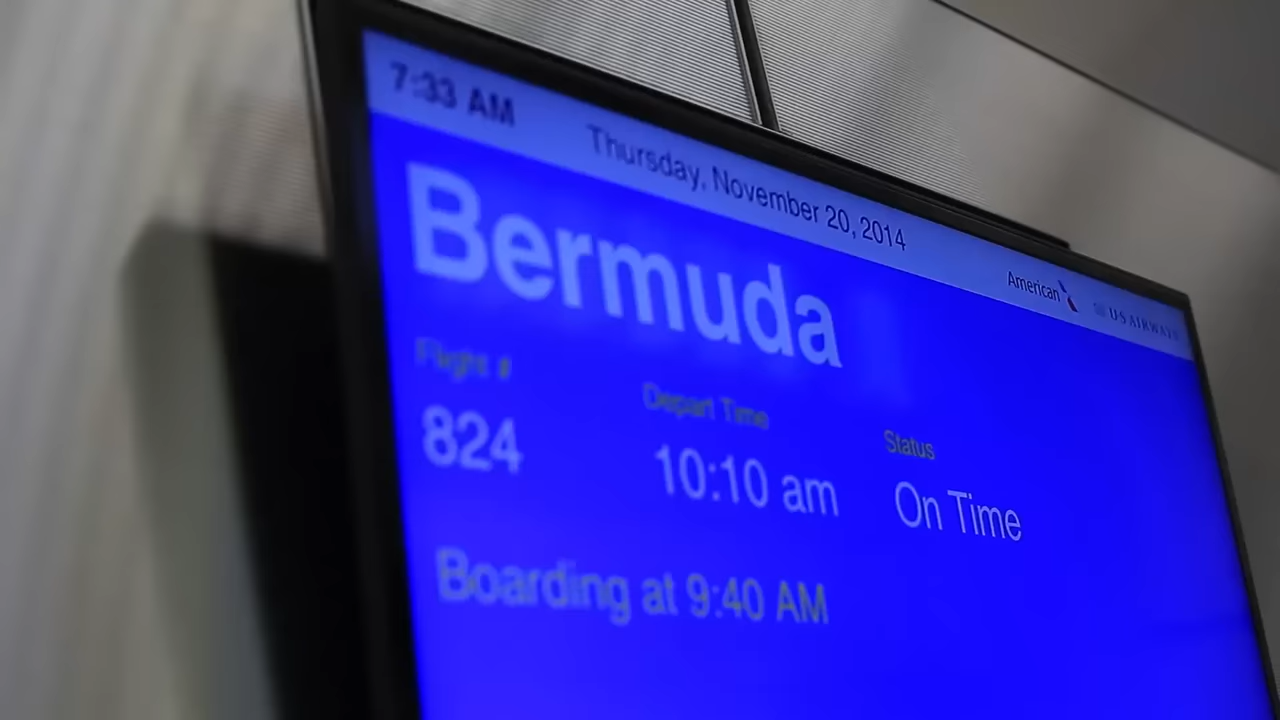 7:33 AM Thursday, November 20, 2014 American US AIRWAYS
Bermuda
Flight # Depart Time Status
824 10:10 am On Time
Boarding at 9:40 AM